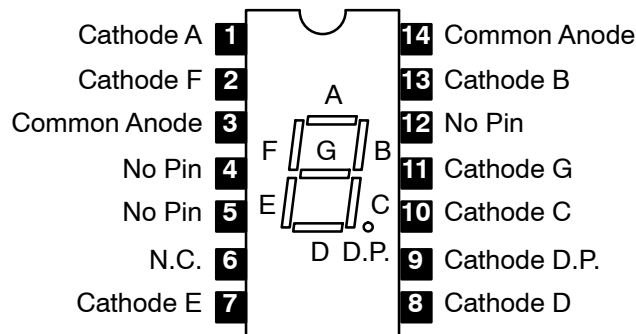 Cathode A 1 14 Common Anode
Cathode F 2 13 Cathode B
A
Common Anode 3 12 No Pin
F G B
No Pin 4 11 Cathode G
No Pin 5 E C 10 Cathode C
N.C. 6 D D.P. 9 Cathode D.P.
Cathode E 7 8 Cathode D